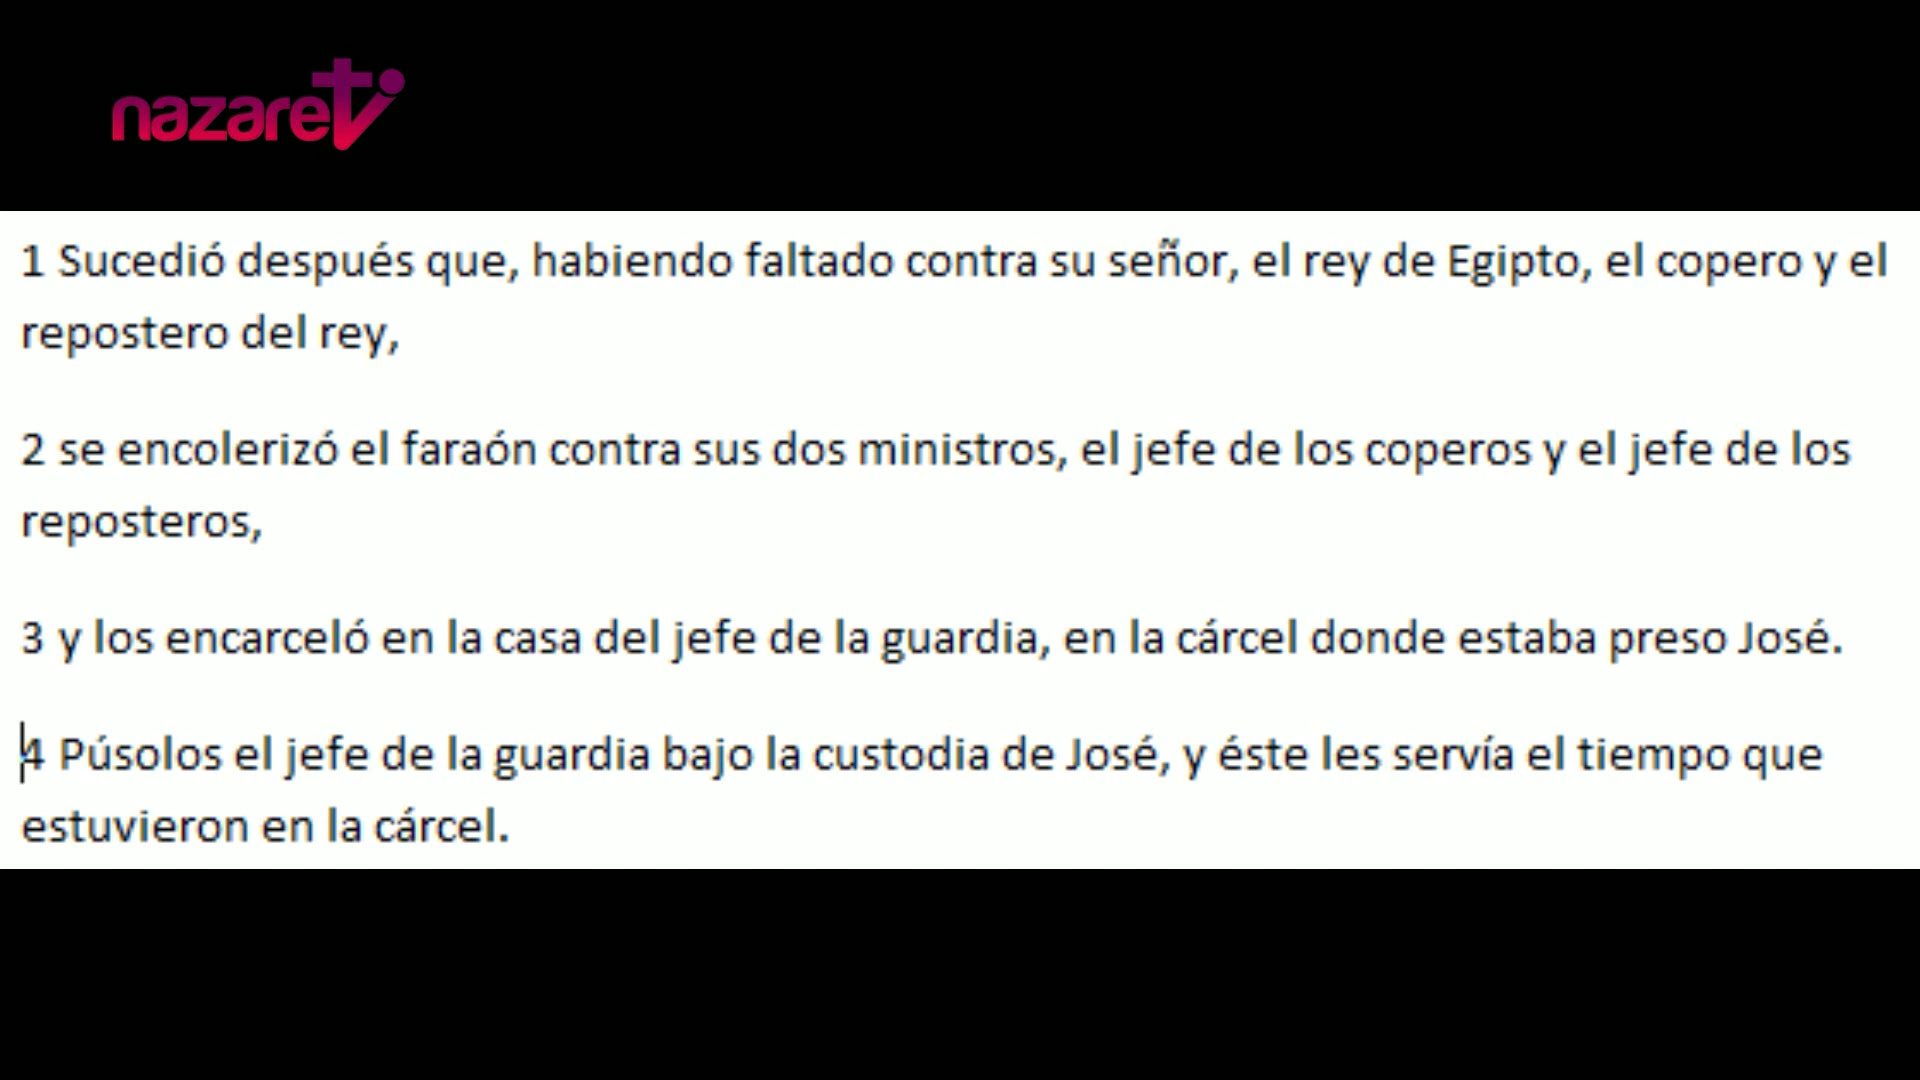 nazaretv
1 Sucedió después que, habiendo faltado contra su señor, el rey de Egipto, el copero y el
repostero del rey,
2 se encolerizó el faraón contra sus dos ministros, el jefe de los coperos y el jefe de los
reposteros,
3 y los encarceló en la casa del jefe de la guardia, en la cárcel donde estaba preso José.
4 Púsolos el jefe de la guardia bajo la custodia de José, y éste les servía el tiempo que
estuvieron en la cárcel.